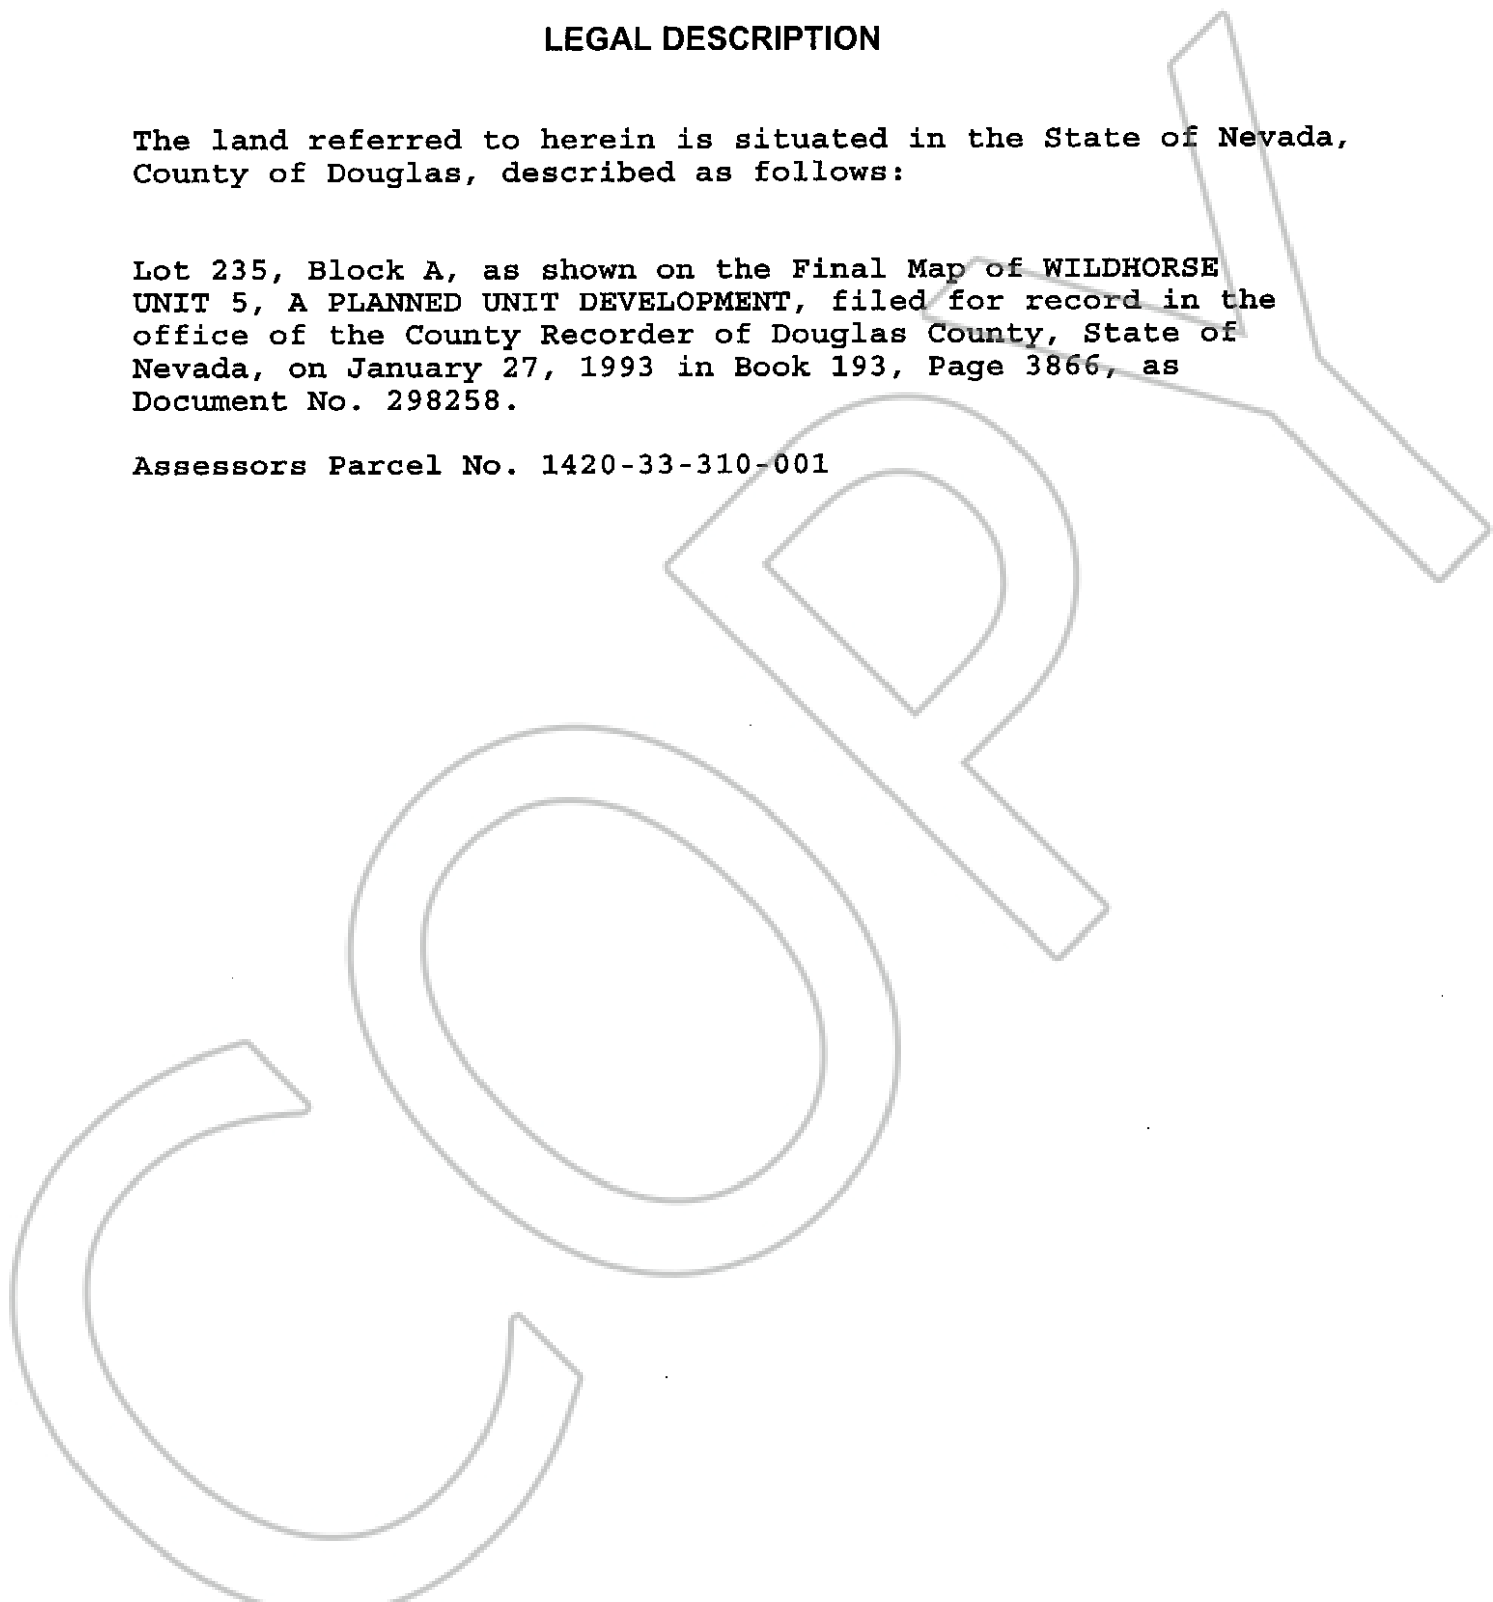 LEGAL DESCRIPTION
The land referred to herein is situated in the State of Nevada,
County of Douglas, described as follows:
Lot 235, Block A, as shown on the Final Map of WILDHORSE
UNIT 5, A PLANNED UNIT DEVELOPMENT, filed for record in the
office of the County Recorder of Douglas County, State of
Nevada, on January 27, 1993 in Book 193, Page 3866, as
Document No. 298258.
Assessors Parcel No. 1420-33-310-001
COPY